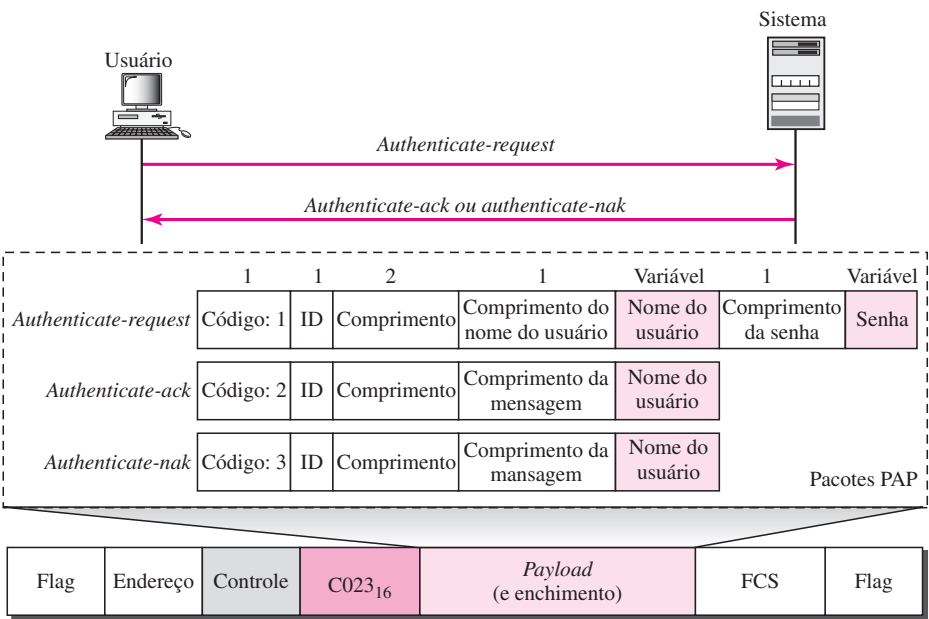 Sistema
Usuário
Authenticate-request
Authenticate-ack ou authenticate-nak
1 1 2 1 Variável 1 Variável
Authenticate-request Código: 1 ID Comprimento Comprimento do nome do usuário Nome do usuário Comprimento da senha Senha
Authenticate-ack Código: 2 ID Comprimento Comprimento da mensagem Nome do usuário
Authenticate-nak Código: 3 ID Comprimento Comprimento da mansagem Nome do usuário
Pacotes PAP
Flag Endereço Controle C023₁₆ Payload (e enchimento) FCS Flag